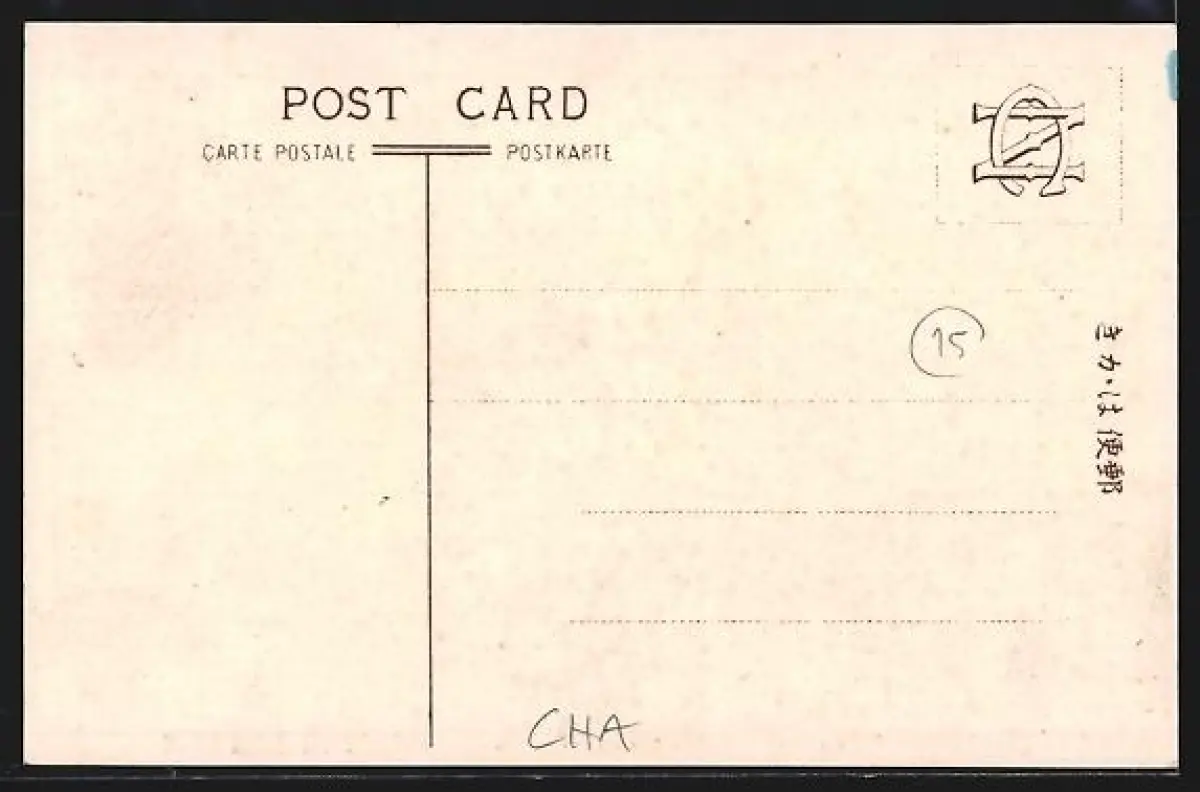 POST CARD
CARTE POSTALE POSTKARTE
15
郵便はかき
CHA